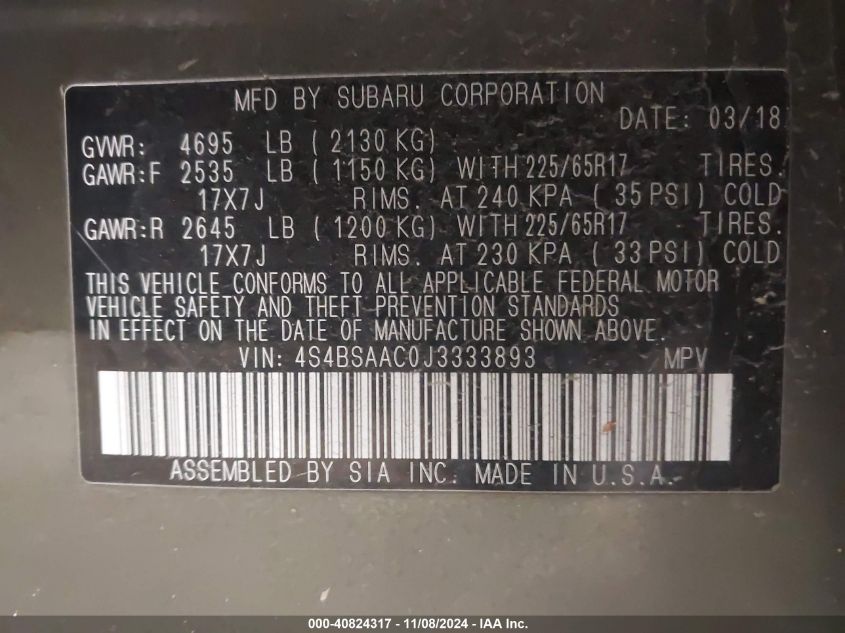 MFD BY SUBARU CORPORATION
DATE: 03/18
GVWR: 4695 LB ( 2130 KG)
GAWR:F 2535 LB ( 1150 KG) WITH 225/65R17 TIRES.
17X7J RIMS. AT 240 KPA ( 35 PSI) COLD
GAWR:R 2645 LB ( 1200 KG) WITH 225/65R17 TIRES.
17X7J RIMS. AT 230 KPA ( 33 PSI) COLD
THIS VEHICLE CONFORMS TO ALL APPLICABLE FEDERAL MOTOR
VEHICLE SAFETY AND THEFT-PREVENTION STANDARDS
IN EFFECT ON THE DATE OF MANUFACTURE SHOWN ABOVE.
VIN: 4S4BSAAC0J3333893 MPV
ASSEMBLED BY SIA INC. MADE IN U.S.A.
000-40824317 - 11/08/2024 - IAA Inc.